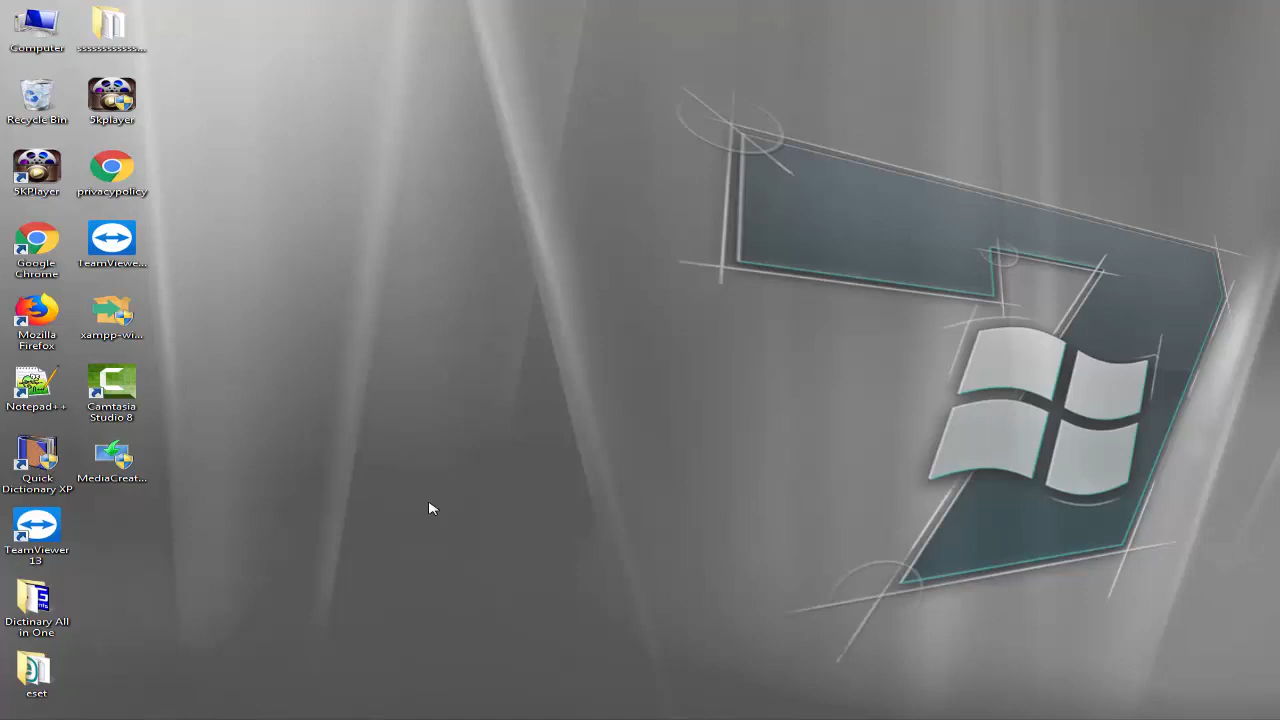 Computer
Recycle Bin
5KPlayer
Google
Chrome
Mozilla
Firefox
Notepad++
Quick
Dictionary XP
TeamViewer
13
Dictinary All
in One
eset
sssssssssssss...
5kplayer
privacypolicy
TeamViewe...
xampp-wi...
Camtasia
Studio 8
MediaCreat...